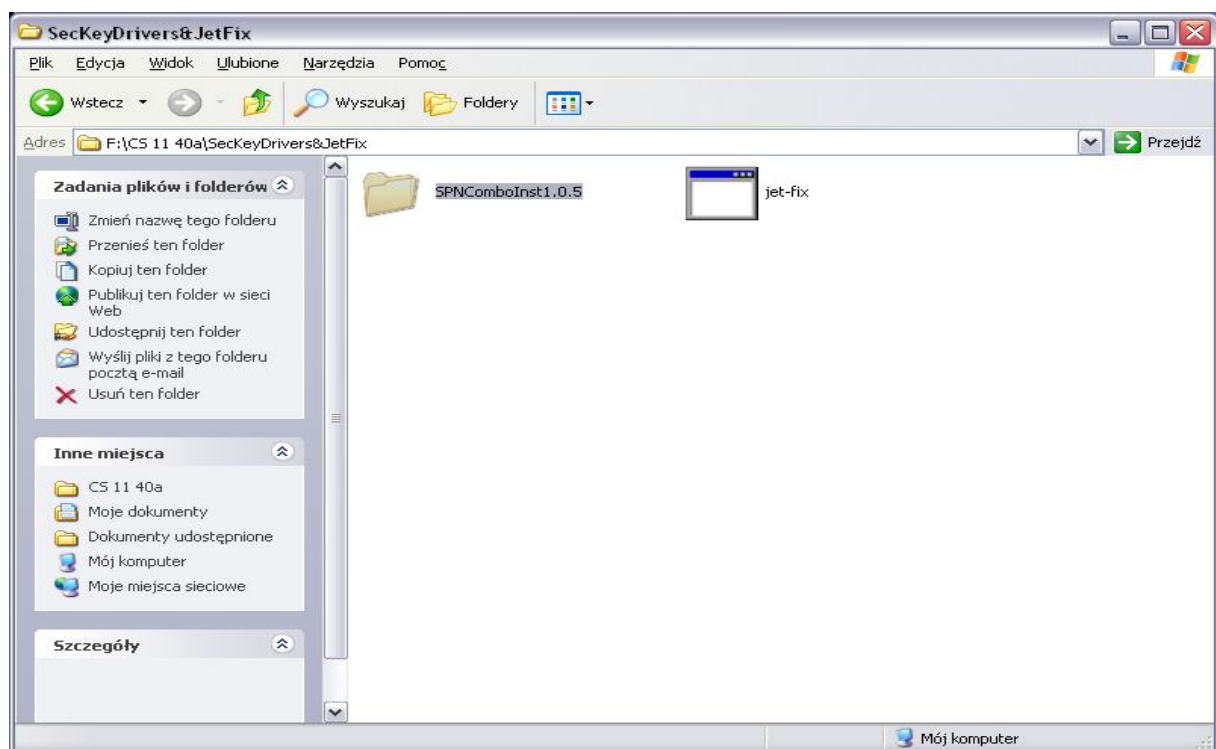 SecKeyDrivers&JetFix
Plik Edycja Widok Ulubione Narzędzia Pomoc
Wstecz Wyszukaj Foldery
Adres F:\CS 11 40a\SecKeyDrivers&JetFix Przejdź
Zadania plików i folderów
Zmień nazwę tego folderu
Przenieś ten folder
Kopiuj ten folder
Publikuj ten folder w sieci
Web
Udostępnij ten folder
Wyślij pliki z tego folderu
pocztą e-mail
Usuń ten folder
Inne miejsca
CS 11 40a
Moje dokumenty
Dokumenty udostępnione
Mój komputer
Moje miejsca sieciowe
Szczegóły
SPNComboInst1.0.5 jet-fix
Mój komputer